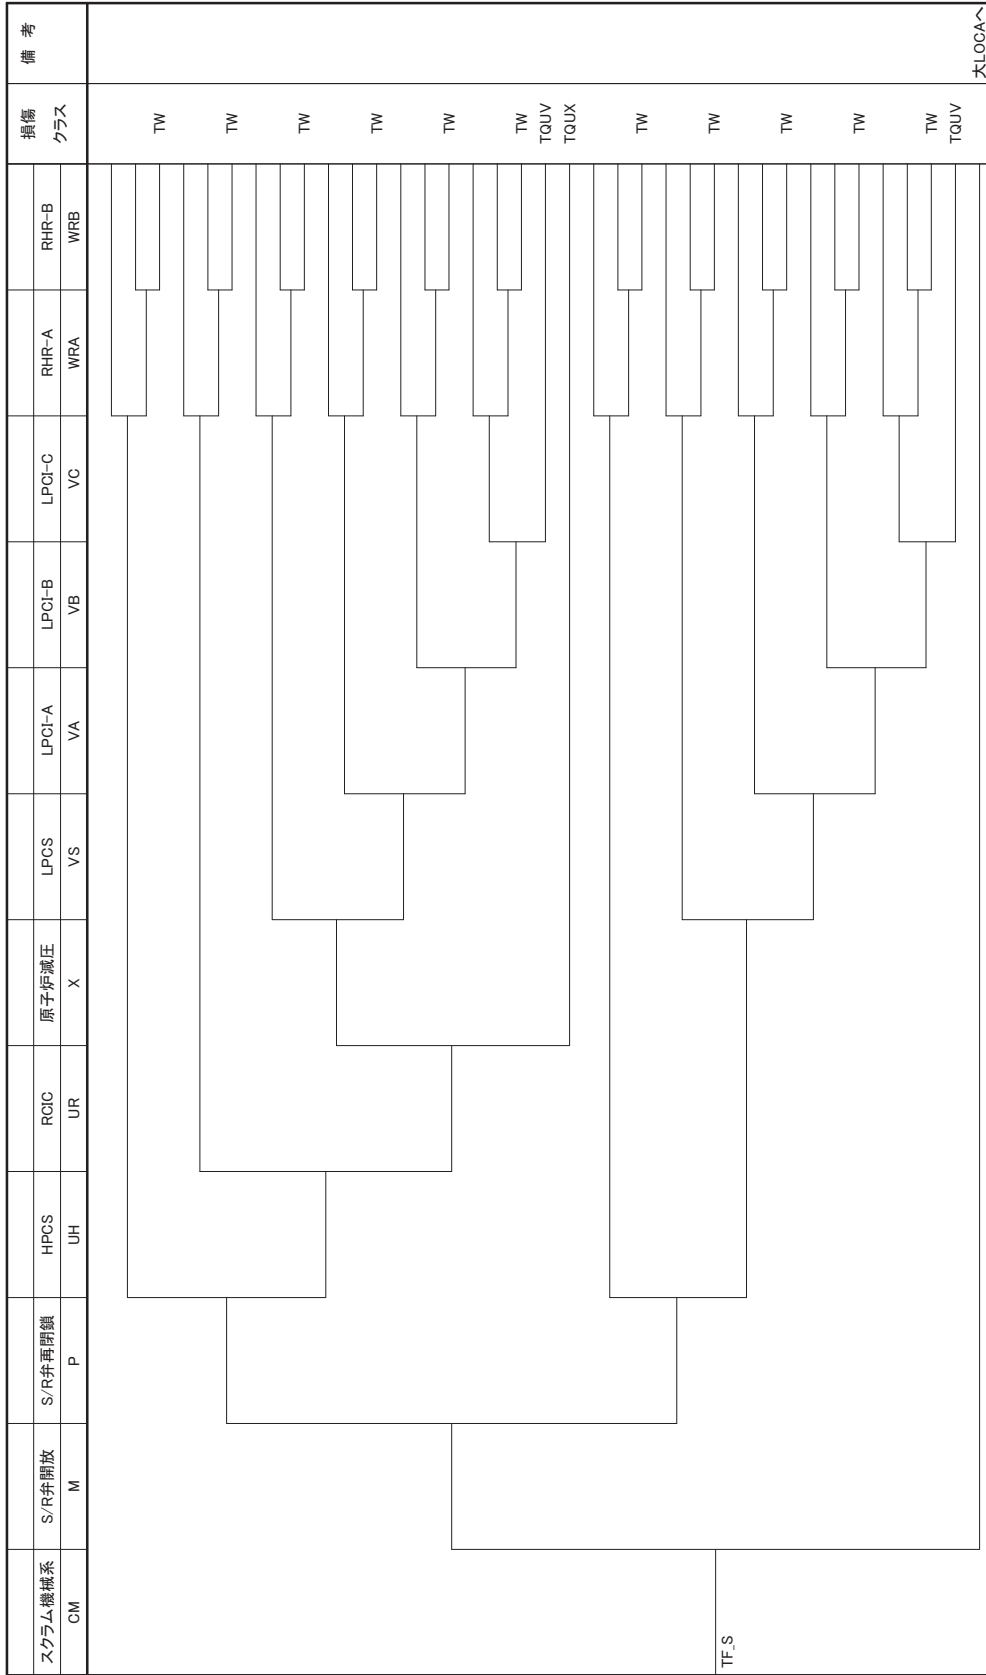 スクラム機械系
S/R弁開放
S/R弁再閉鎖
HPCS
RCIC
原子炉減圧
LPCS
LPCI-A
LPCI-B
LPCI-C
RHR-A
RHR-B
損傷
クラス
備 考
CM
M
P
UH
UR
X
VS
VA
VB
VC
WRA
WRB
TW
TW
TW
TW
TW
TW
TQUV
TQUX
TW
TW
TW
TW
TW
TQUV
TF_S
大LOCAへ